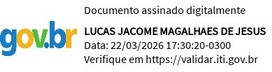 Documento assinado digitalmente
gov.br
LUCAS JACOME MAGALHAES DE JESUS
Data: 22/03/2026 17:30:20-0300
Verifique em https://validar.iti.gov.br